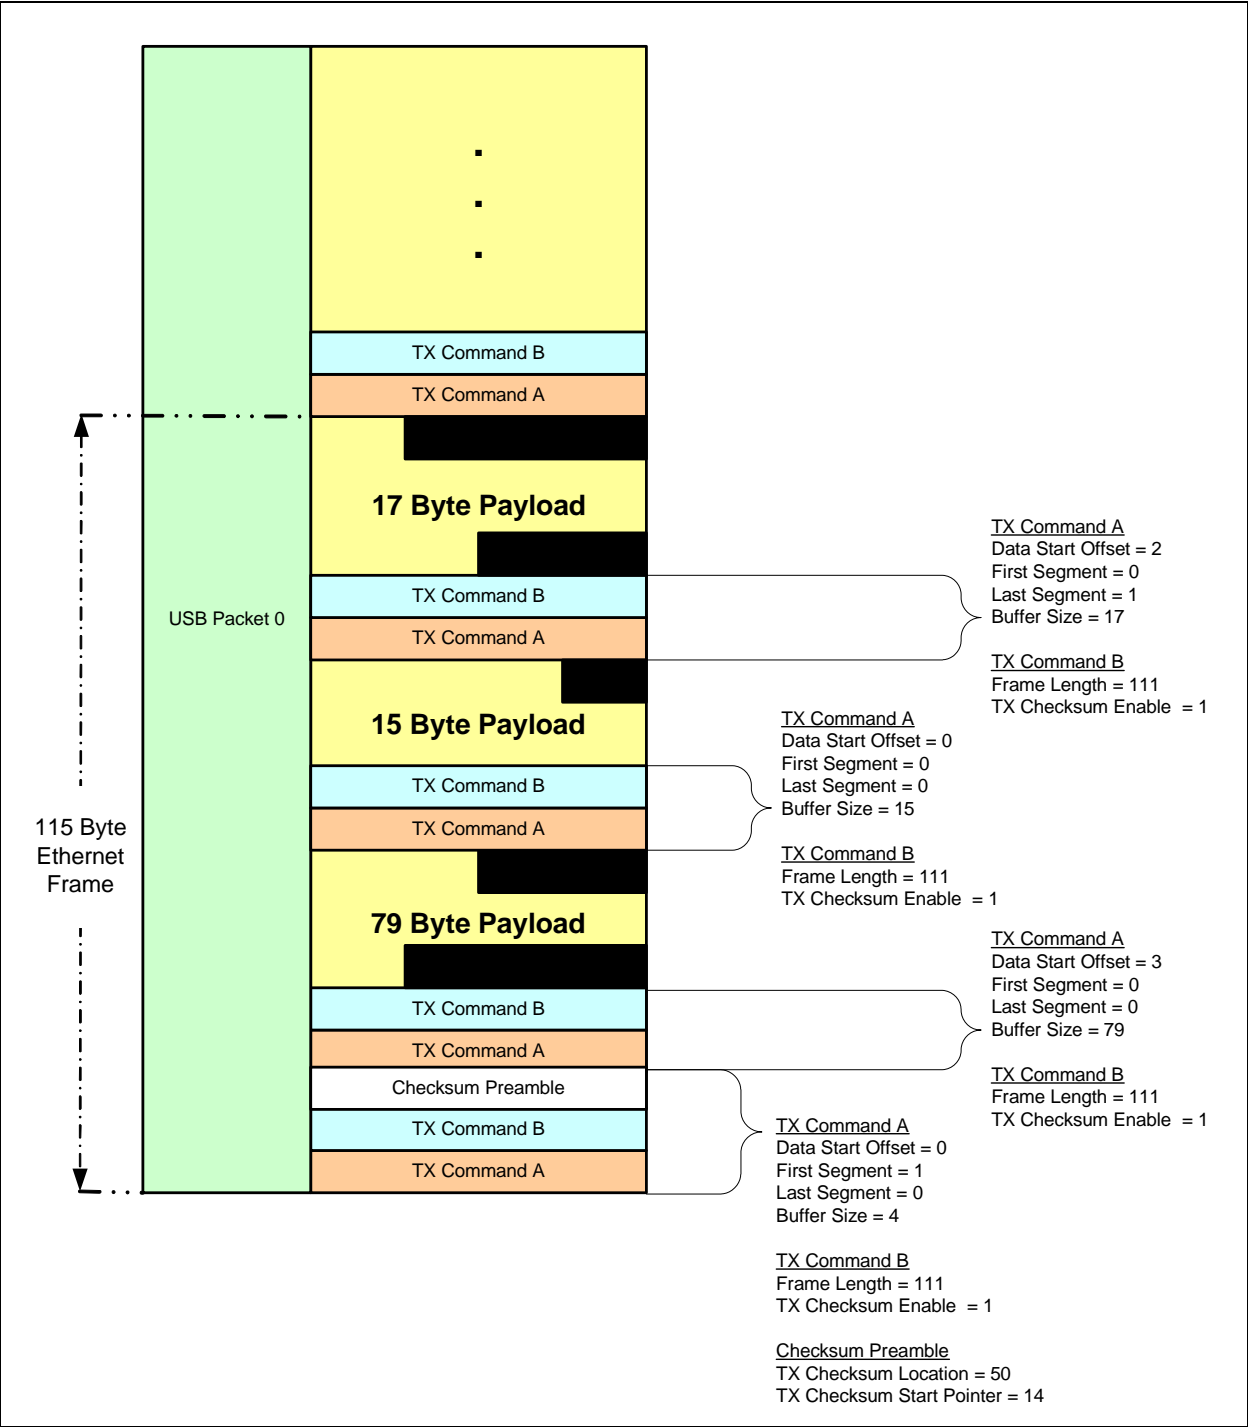 TX Command B
TX Command A
17 Byte Payload
TX Command B
TX Command A
USB Packet 0
15 Byte Payload
TX Command B
TX Command A
115 Byte
Ethernet
Frame
79 Byte Payload
TX Command B
TX Command A
Checksum Preamble
TX Command B
TX Command A
TX Command A
Data Start Offset = 2
First Segment = 0
Last Segment = 1
Buffer Size = 17
TX Command B
Frame Length = 111
TX Checksum Enable = 1
TX Command A
Data Start Offset = 0
First Segment = 0
Last Segment = 0
Buffer Size = 15
TX Command B
Frame Length = 111
TX Checksum Enable = 1
TX Command A
Data Start Offset = 3
First Segment = 0
Last Segment = 0
Buffer Size = 79
TX Command B
Frame Length = 111
TX Checksum Enable = 1
TX Command A
Data Start Offset = 0
First Segment = 1
Last Segment = 0
Buffer Size = 4
TX Command B
Frame Length = 111
TX Checksum Enable = 1
Checksum Preamble
TX Checksum Location = 50
TX Checksum Start Pointer = 14